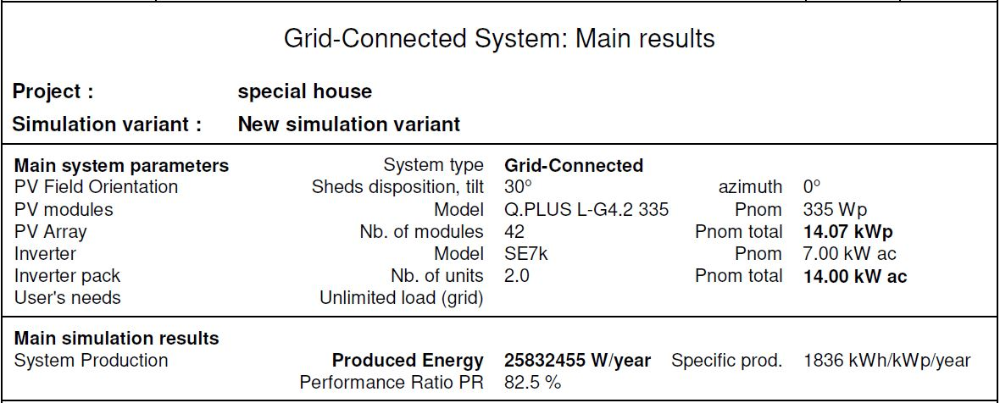 Grid-Connected System: Main results
Project : special house
Simulation variant : New simulation variant
Main system parameters System type Grid-Connected
PV Field Orientation Sheds disposition, tilt 30° azimuth 0°
PV modules Model Q.PLUS L-G4.2 335 Pnom 335 Wp
PV Array Nb. of modules 42 Pnom total 14.07 kWp
Inverter Model SE7k Pnom 7.00 kW ac
Inverter pack Nb. of units 2.0 Pnom total 14.00 kW ac
User's needs Unlimited load (grid)
Main simulation results
System Production Produced Energy 25832455 W/year Specific prod. 1836 kWh/kWp/year
Performance Ratio PR 82.5 %